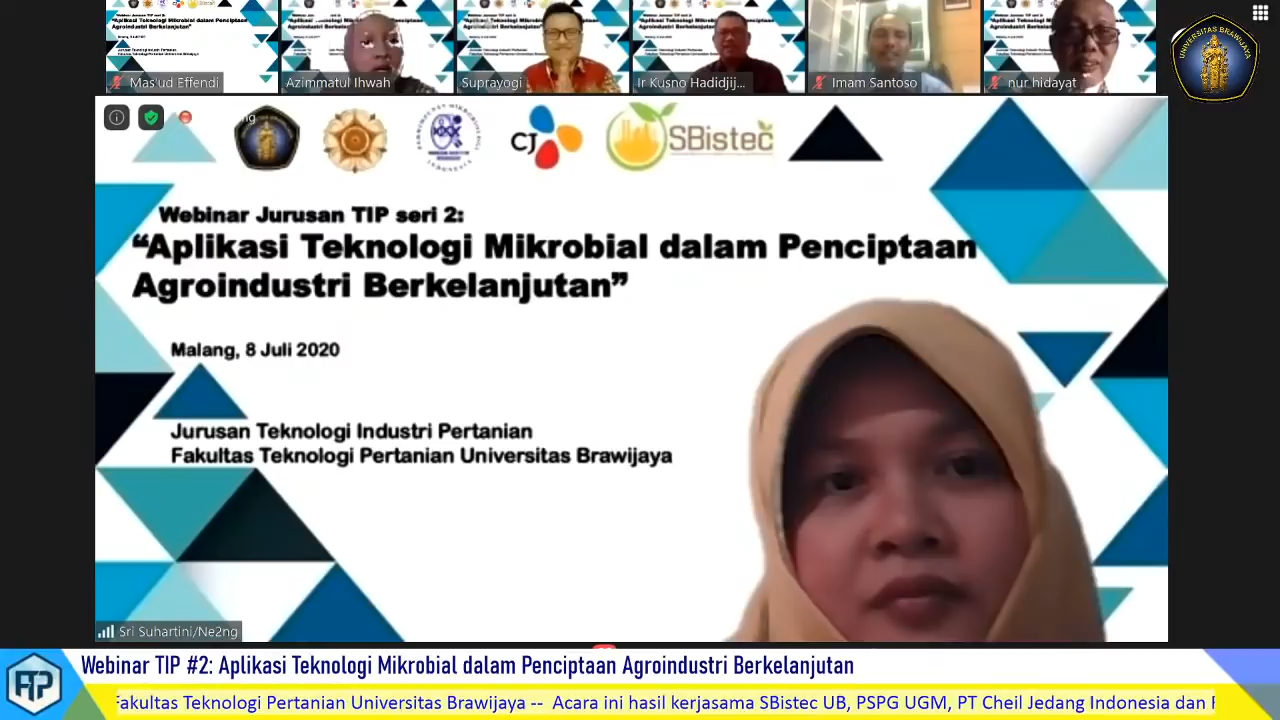 Mas'ud Effendi
Azimmatul Ihwah
Suprayogi
Ir Kusno Hadidjij...
Imam Santoso
nur hidayat
CJ
SBistec
Webinar Jurusan TIP seri 2:
“Aplikasi Teknologi Mikrobial dalam Penciptaan
Agroindustri Berkelanjutan”
Malang, 8 Juli 2020
Jurusan Teknologi Industri Pertanian
Fakultas Teknologi Pertanian Universitas Brawijaya
Sri Suhartini/Ne2ng
Webinar TIP #2: Aplikasi Teknologi Mikrobial dalam Penciptaan Agroindustri Berkelanjutan
Fakultas Teknologi Pertanian Universitas Brawijaya -- Acara ini hasil kerjasama SBistec UB, PSPG UGM, PT Cheil Jedang Indonesia dan